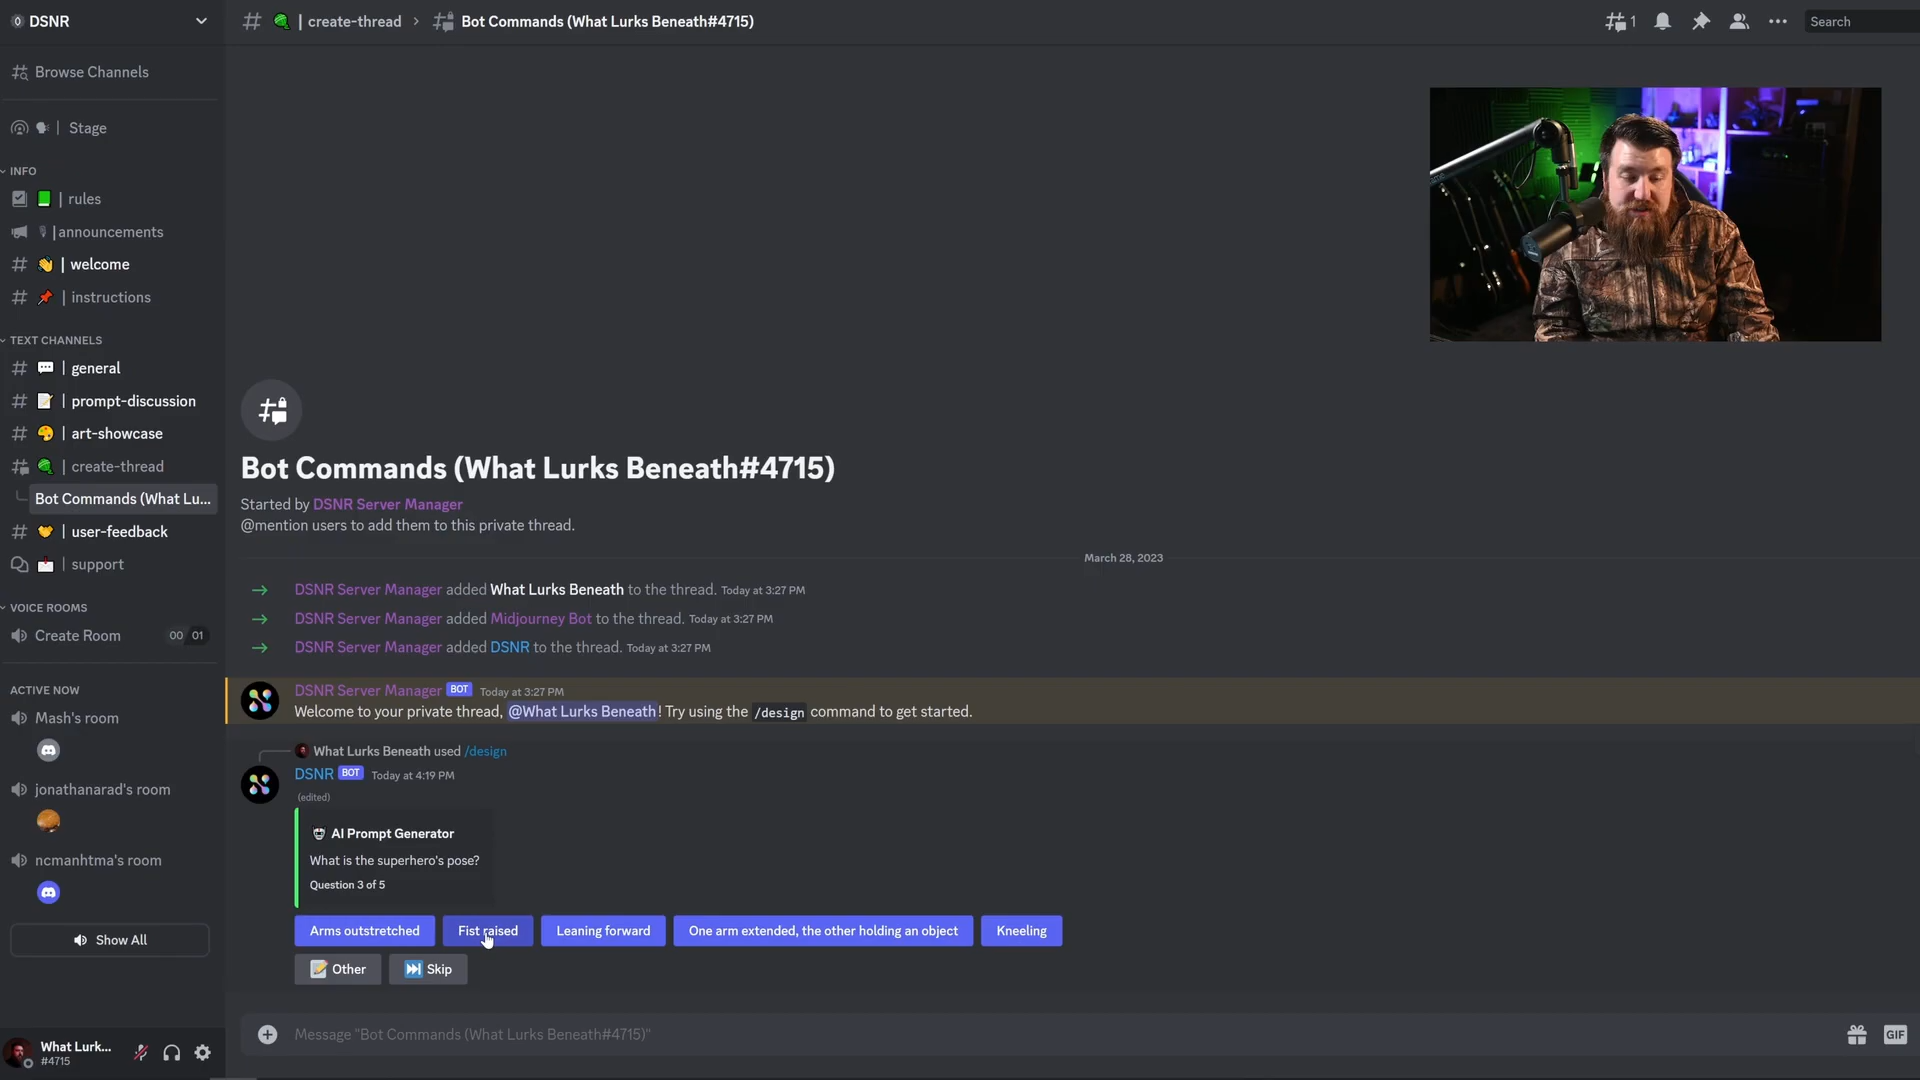 DSNR
| create-thread
Bot Commands (What Lurks Beneath#4715)
1
Search
Browse Channels
| Stage
INFO
| rules
| announcements
| welcome
| instructions
TEXT CHANNELS
| general
| prompt-discussion
| art-showcase
| create-thread
Bot Commands (What Lu...
| user-feedback
| support
VOICE ROOMS
Create Room 00 01
ACTIVE NOW
Mash's room
jonathanarad's room
ncmanhtma's room
Show All
What Lurk...
#4715
Bot Commands (What Lurks Beneath#4715)
Started by DSNR Server Manager
@mention users to add them to this private thread.
March 28, 2023
DSNR Server Manager added What Lurks Beneath to the thread. Today at 3:27 PM
DSNR Server Manager added Midjourney Bot to the thread. Today at 3:27 PM
DSNR Server Manager added DSNR to the thread. Today at 3:27 PM
DSNR Server Manager BOT Today at 3:27 PM
Welcome to your private thread, @What Lurks Beneath! Try using the /design command to get started.
What Lurks Beneath used /design
DSNR BOT Today at 4:19 PM
(edited)
AI Prompt Generator
What is the superhero's pose?
Question 3 of 5
Arms outstretched
Fist raised
Leaning forward
One arm extended, the other holding an object
Kneeling
Other
Skip
Message "Bot Commands (What Lurks Beneath#4715)"
GIF